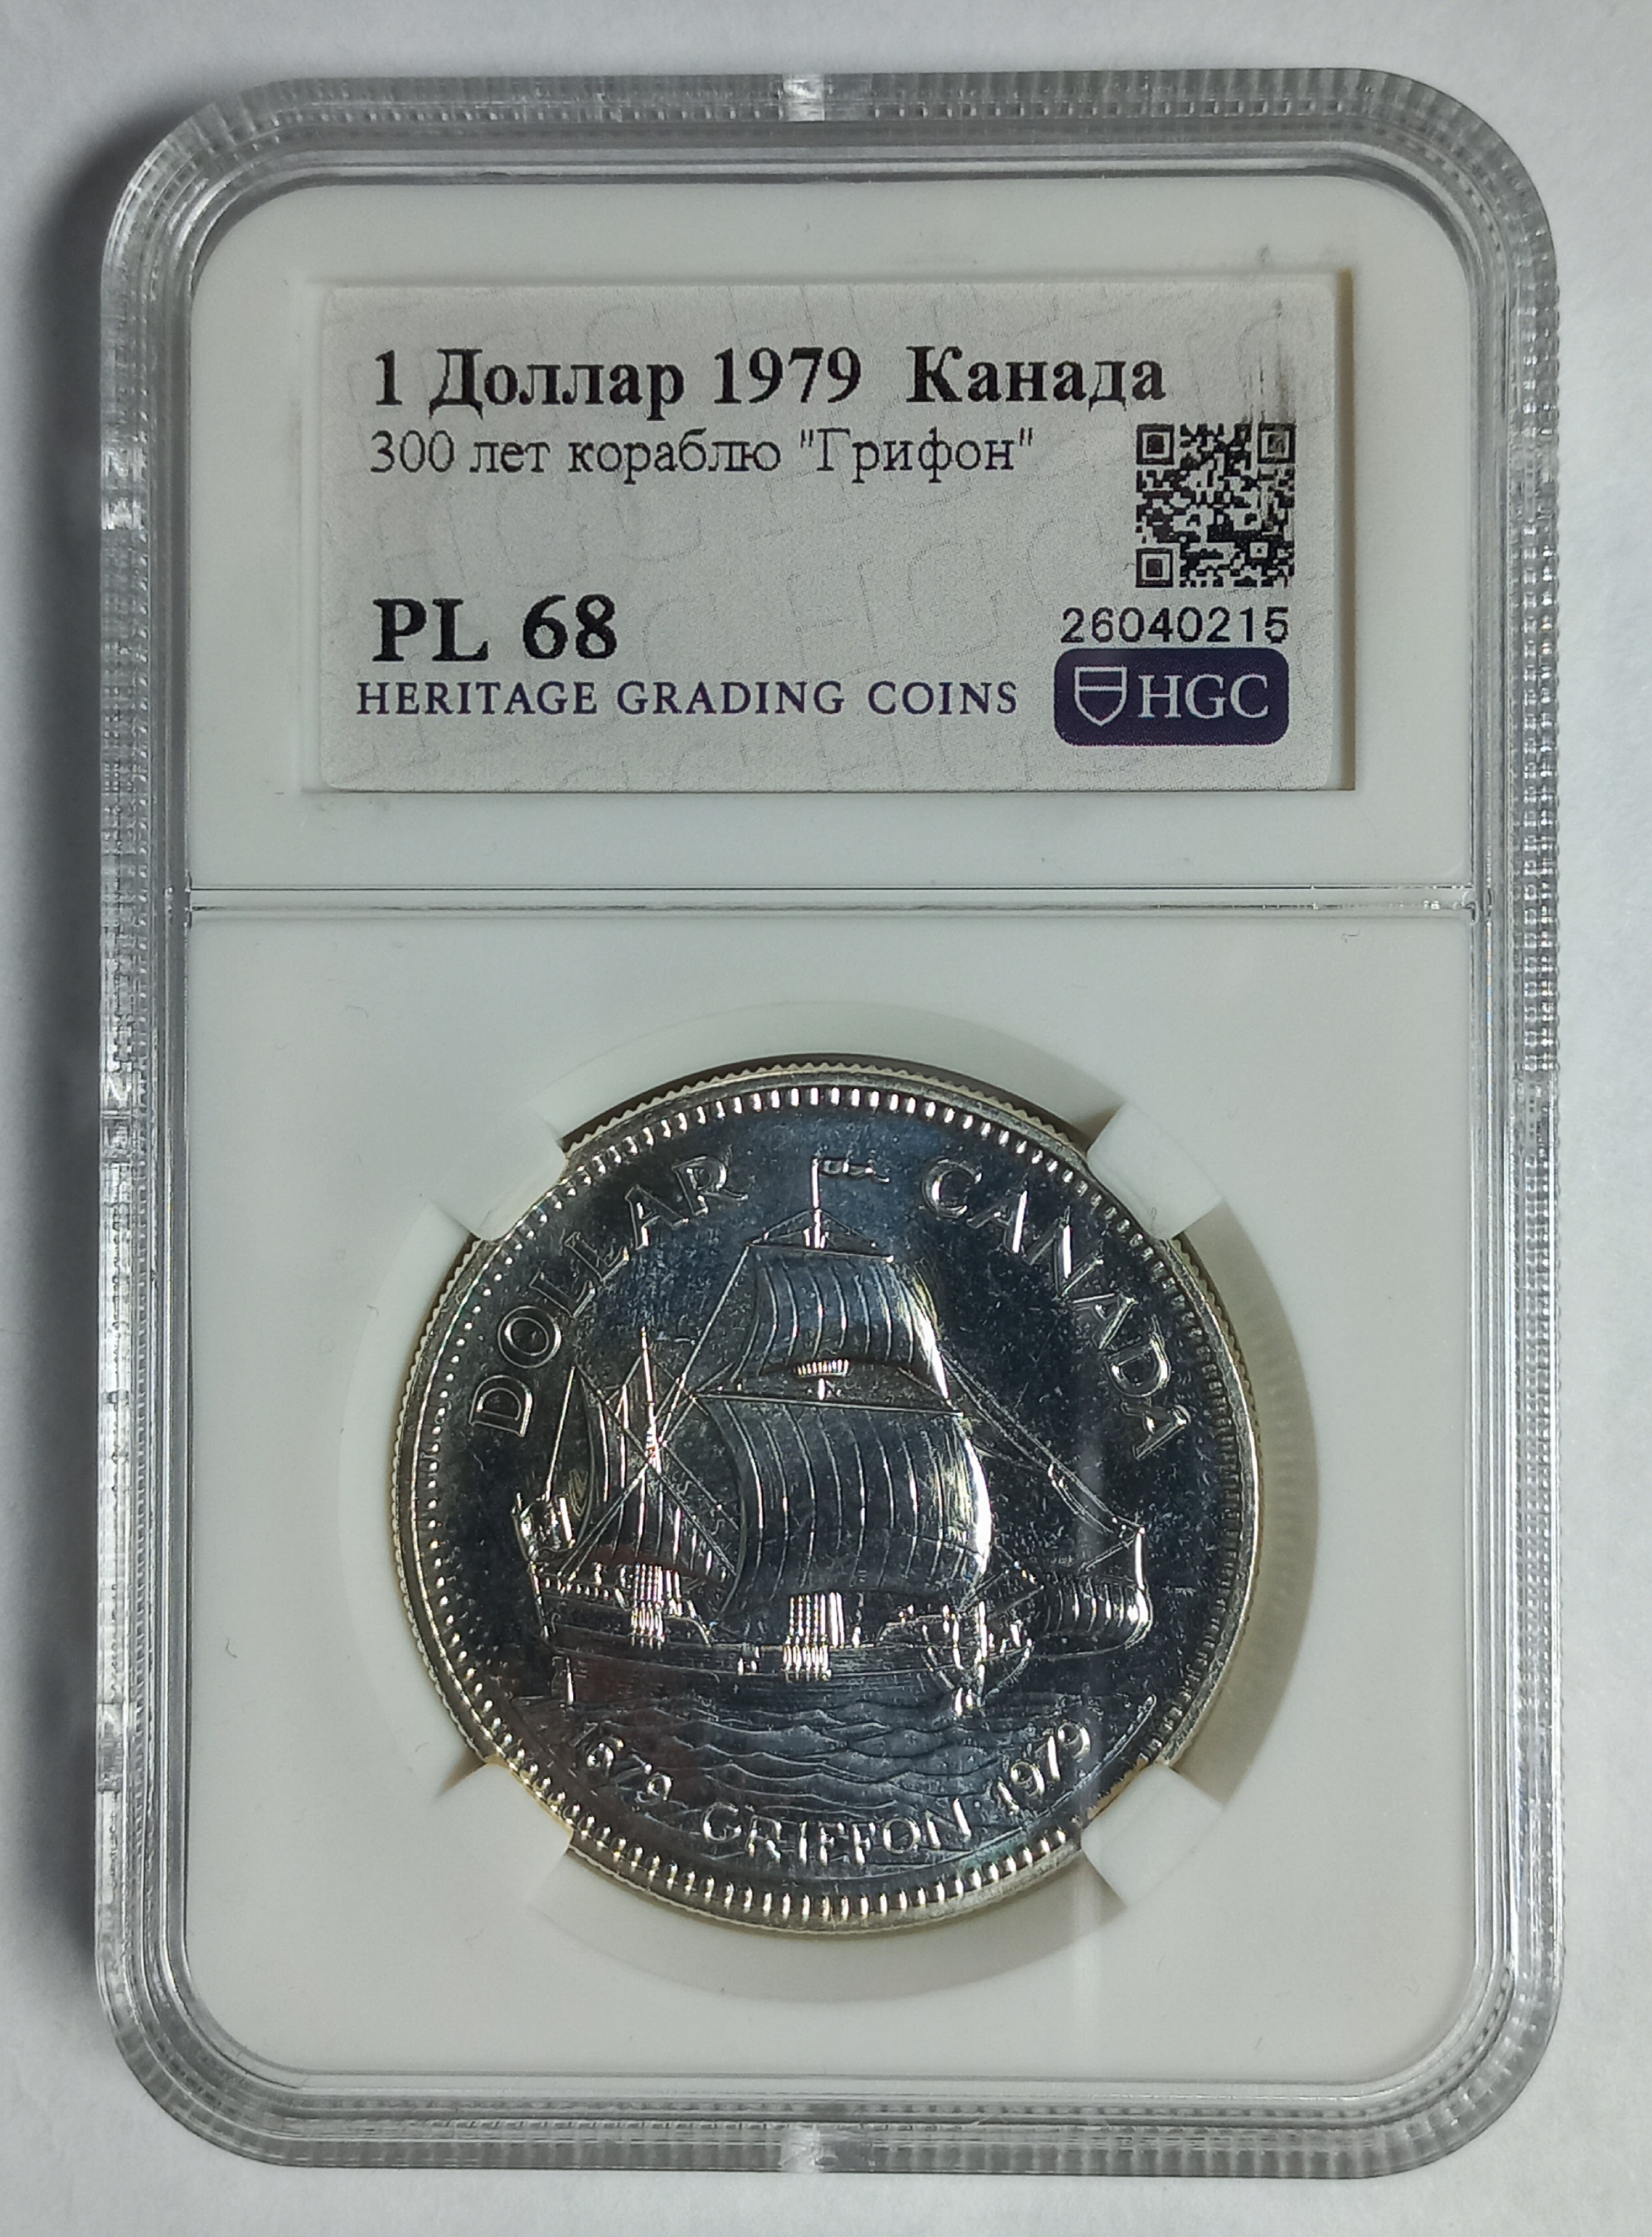 1 Доллар 1979 Канада
300 лет кораблю "Грифон"
PL 68
26040215
HERITAGE GRADING COINS
HGC
DOLLAR CANADA
1679 GRIFFON 1979